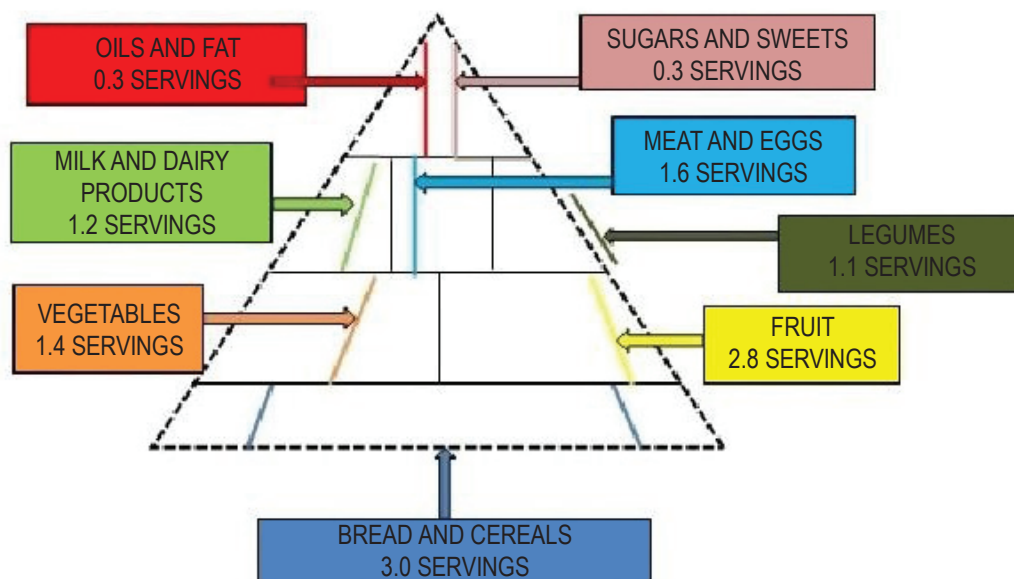 OILS AND FAT
0.3 SERVINGS
SUGARS AND SWEETS
0.3 SERVINGS
MILK AND DAIRY
PRODUCTS
1.2 SERVINGS
MEAT AND EGGS
1.6 SERVINGS
LEGUMES
1.1 SERVINGS
VEGETABLES
1.4 SERVINGS
FRUIT
2.8 SERVINGS
BREAD AND CEREALS
3.0 SERVINGS